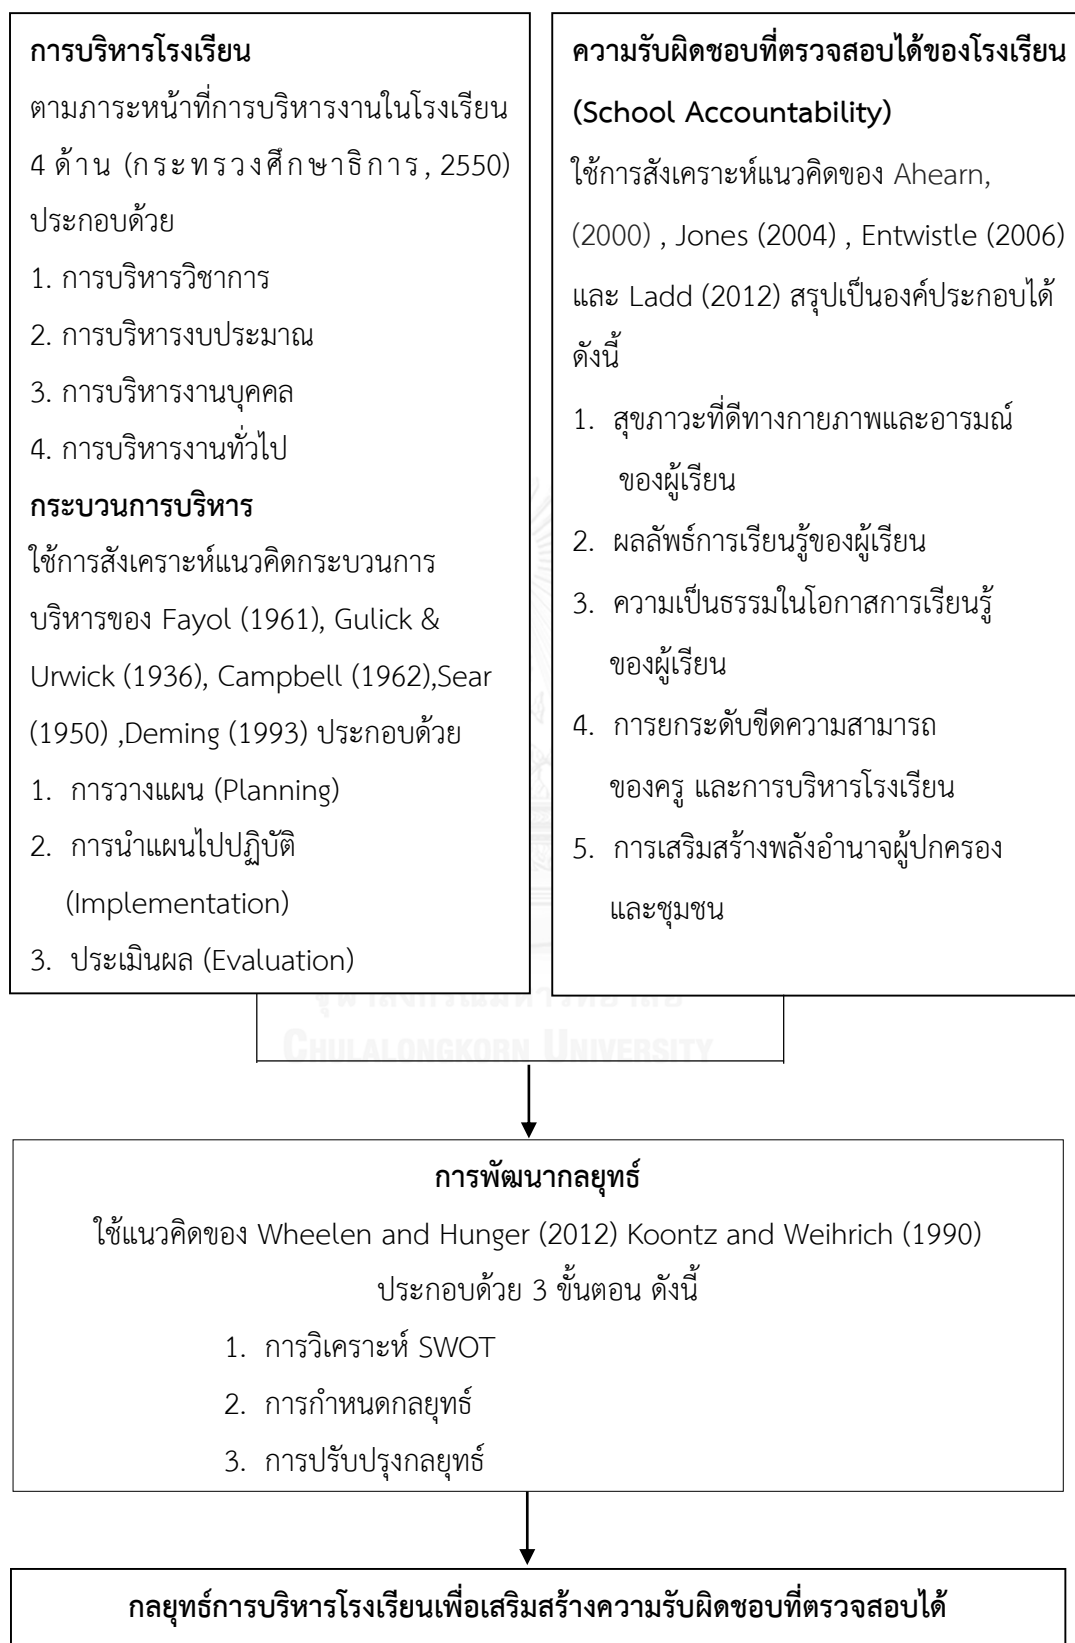 การบริหารโรงเรียน
ตามภาระหน้าที่การบริหารงานในโรงเรียน
4 ด้าน (กระทรวงศึกษาธิการ, 2550)
ประกอบด้วย
1. การบริหารวิชาการ
2. การบริหารงบประมาณ
3. การบริหารงานบุคคล
4. การบริหารงานทั่วไป
กระบวนการบริหาร
ใช้การสังเคราะห์แนวคิดกระบวนการ
บริหารของ Fayol (1961), Gulick &
Urwick (1936), Campbell (1962),Sear
(1950) ,Deming (1993) ประกอบด้วย
1. การวางแผน (Planning)
2. การนำแผนไปปฏิบัติ
(Implementation)
3. ประเมินผล (Evaluation)
ความรับผิดชอบที่ตรวจสอบได้ของโรงเรียน
(School Accountability)
ใช้การสังเคราะห์แนวคิดของ Ahearn,
(2000) , Jones (2004) , Entwistle (2006)
และ Ladd (2012) สรุปเป็นองค์ประกอบได้
ดังนี้
1. สุขภาวะที่ดีทางกายภาพและอารมณ์
ของผู้เรียน
2. ผลลัพธ์การเรียนรู้ของผู้เรียน
3. ความเป็นธรรมในโอกาสการเรียนรู้
ของผู้เรียน
4. การยกระดับขีดความสามารถ
ของครู และการบริหารโรงเรียน
5. การเสริมสร้างพลังอำนาจผู้ปกครอง
และชุมชน
จุฬาลงกรณ์มหาวิทยาลัย
CHULALONGKORN UNIVERSITY
การพัฒนากลยุทธ์
ใช้แนวคิดของ Wheelen and Hunger (2012) Koontz and Weihrich (1990)
ประกอบด้วย 3 ขั้นตอน ดังนี้
1. การวิเคราะห์ SWOT
2. การกำหนดกลยุทธ์
3. การปรับปรุงกลยุทธ์
กลยุทธ์การบริหารโรงเรียนเพื่อเสริมสร้างความรับผิดชอบที่ตรวจสอบได้